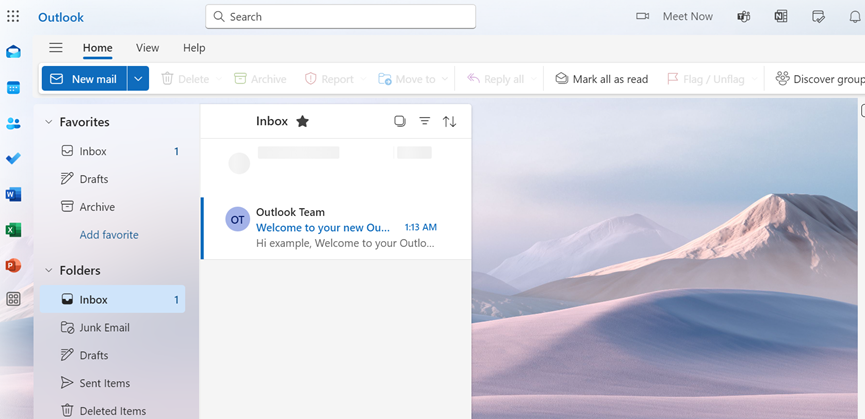 Outlook
Search
Meet Now
Home View Help
New mail Delete Archive Report Move to Reply all Mark all as read Flag / Unflag Discover group
Favorites
Inbox 1
Drafts
Archive
Add favorite
Folders
Inbox 1
Junk Email
Drafts
Sent Items
Deleted Items
Inbox
OT
Outlook Team
Welcome to your new Ou... 1:13 AM
Hi example, Welcome to your Outlo...